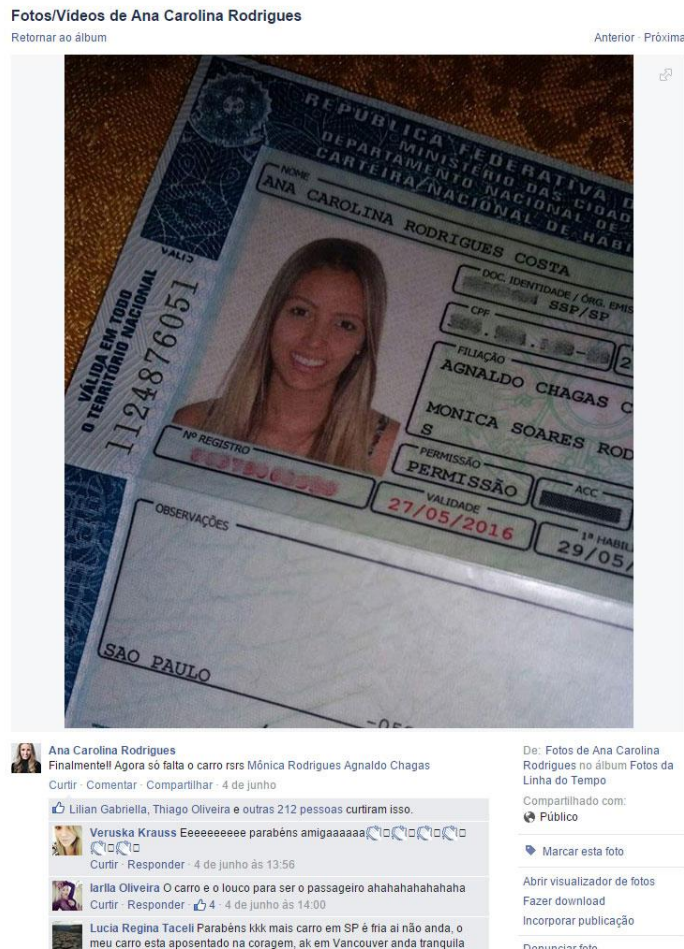 Fotos/Vídeos de Ana Carolina Rodrigues
Retornar ao álbum
Anterior · Próxima
REPÚBLICA FEDERATIVA D
MINISTÉRIO DAS CIDAD
DEPARTAMENTO NACIONAL DE
CARTEIRA NACIONAL DE HABI
NOME
ANA CAROLINA RODRIGUES COSTA
DOC. IDENTIDADE / ÓRG. EMIS
SSP/SP
CPF
2
FILIAÇÃO
AGNALDO CHAGAS C
MONICA SOARES ROD
S
PERMISSÃO
PERMISSÃO
ACC
VÁLIDA EM TODO
O TERRITÓRIO NACIONAL
1124876051
Nº REGISTRO
VALIDADE
27/05/2016
1ª HABIL
29/05/
OBSERVAÇÕES
SAO PAULO
Ana Carolina Rodrigues
Finalmente!! Agora só falta o carro rsrs Mônica Rodrigues Agnaldo Chagas
Curtir · Comentar · Compartilhar · 4 de junho
Lilian Gabriella, Thiago Oliveira e outras 212 pessoas curtiram isso.
Veruska Krauss Eeeeeeeeee parabéns amigaaaaaa
Curtir · Responder · 4 de junho às 13:56
Iarlla Oliveira O carro e o louco para ser o passageiro ahahahahahahaha
Curtir · Responder · 4 · 4 de junho às 14:00
Lucia Regina Taceli Parabéns kkk mais carro em SP é fria ai não anda, o
meu carro esta aposentado na coragem, ak em Vancouver anda tranquila
De: Fotos de Ana Carolina
Rodrigues no álbum Fotos da
Linha do Tempo
Compartilhado com:
Público
Marcar esta foto
Abrir visualizador de fotos
Fazer download
Incorporar publicação
Denunciar foto